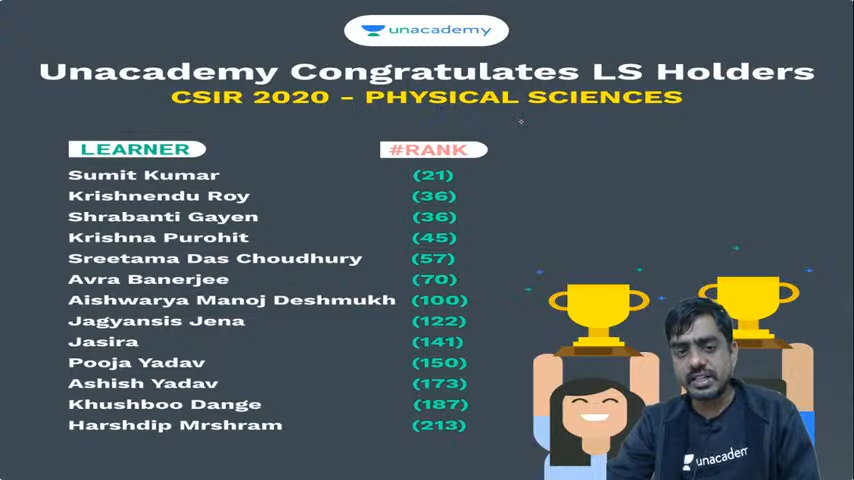 unacademy
Unacademy Congratulates LS Holders
CSIR 2020 - PHYSICAL SCIENCES
LEARNER #RANK
Sumit Kumar (21)
Krishnendu Roy (36)
Shrabanti Gayen (36)
Krishna Purohit (45)
Sreetama Das Choudhury (57)
Avra Banerjee (70)
Aishwarya Manoj Deshmukh (100)
Jagyansis Jena (122)
Jasira (141)
Pooja Yadav (150)
Ashish Yadav (173)
Khushboo Dange (187)
Harshdip Mrshram (213)
unacadem